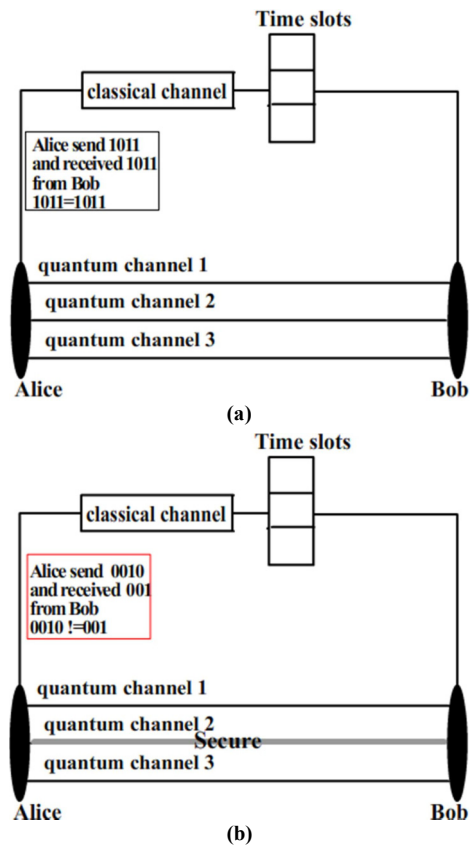 Time slots
classical channel
Alice send 1011
and received 1011
from Bob
1011=1011
quantum channel 1
quantum channel 2
quantum channel 3
Alice
Bob
(a)
Time slots
classical channel
Alice send 0010
and received 001
from Bob
0010 !=001
quantum channel 1
quantum channel 2
Secure
quantum channel 3
Alice
Bob
(b)